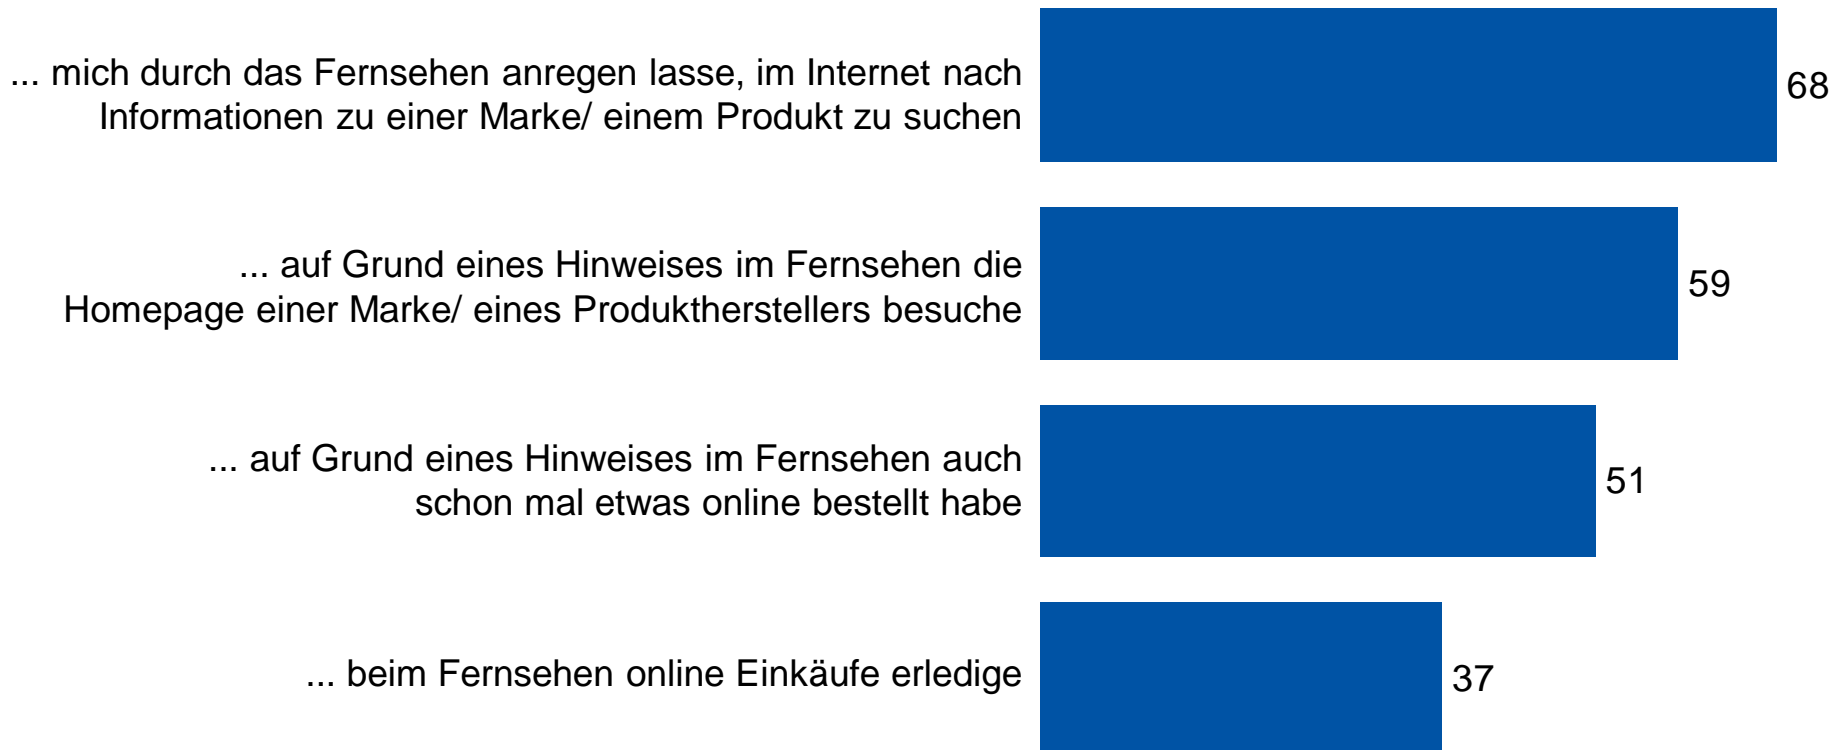 ... mich durch das Fernsehen anregen lasse, im Internet nach
Informationen zu einer Marke/ einem Produkt zu suchen
68
... auf Grund eines Hinweises im Fernsehen die
Homepage einer Marke/ eines Produktherstellers besuche
59
... auf Grund eines Hinweises im Fernsehen auch
schon mal etwas online bestellt habe
51
... beim Fernsehen online Einkäufe erledige
37